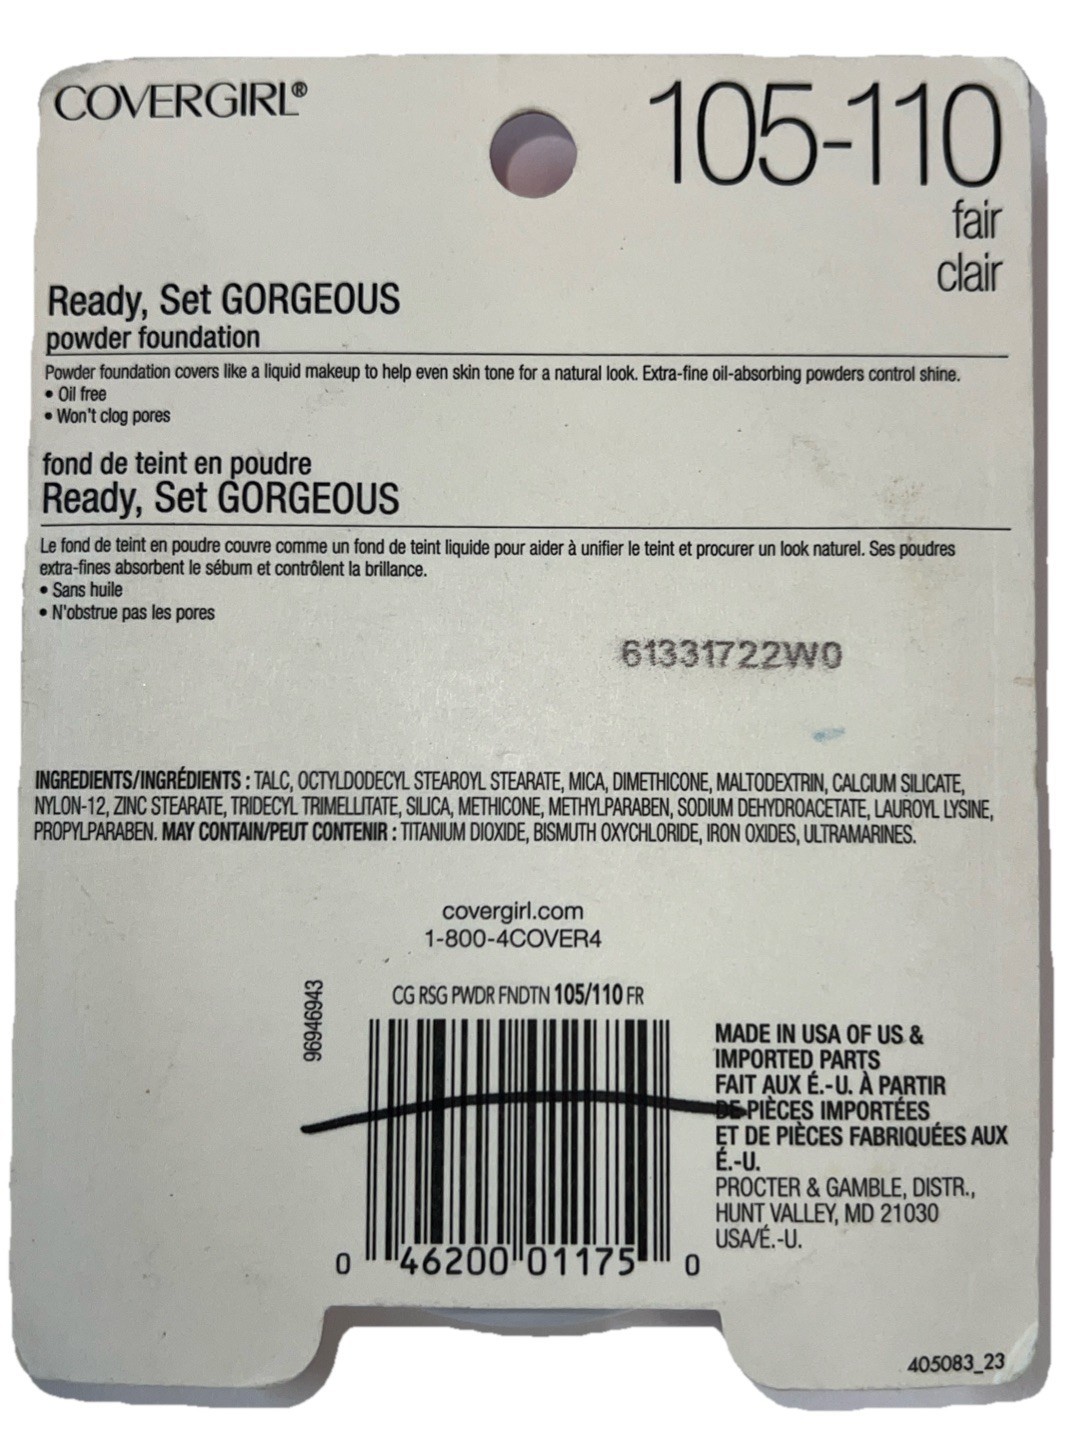 COVERGIRL®
105-110
fair
clair
Ready, Set GORGEOUS
powder foundation
Powder foundation covers like a liquid makeup to help even skin tone for a natural look. Extra-fine oil-absorbing powders control shine.
• Oil free
• Won't clog pores
fond de teint en poudre
Ready, Set GORGEOUS
Le fond de teint en poudre couvre comme un fond de teint liquide pour aider à unifier le teint et procurer un look naturel. Ses poudres
extra-fines absorbent le sébum et contrôlent la brillance.
• Sans huile
• N'obstrue pas les pores
61331722W0
INGREDIENTS/INGRÉDIENTS : TALC, OCTYLDODECYL STEAROYL STEARATE, MICA, DIMETHICONE, MALTODEXTRIN, CALCIUM SILICATE,
NYLON-12, ZINC STEARATE, TRIDECYL TRIMELLITATE, SILICA, METHICONE, METHYLPARABEN, SODIUM DEHYDROACETATE, LAUROYL LYSINE,
PROPYLPARABEN. MAY CONTAIN/PEUT CONTENIR : TITANIUM DIOXIDE, BISMUTH OXYCHLORIDE, IRON OXIDES, ULTRAMARINES.
covergirl.com
1-800-4COVER4
96946943
CG RSG PWDR FNDTN 105/110 FR
0 46200 01175 0
MADE IN USA OF US &
IMPORTED PARTS
FAIT AUX É.-U. À PARTIR
DE PIÈCES IMPORTÉES
ET DE PIÈCES FABRIQUÉES AUX
É.-U.
PROCTER & GAMBLE, DISTR.,
HUNT VALLEY, MD 21030
USA/É.-U.
405083_23